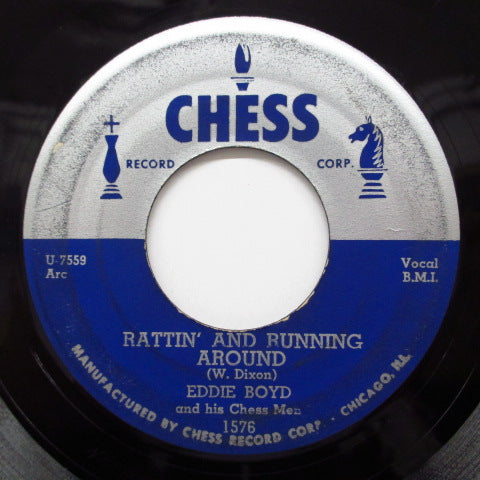 CHESS
RECORD CORP.
U-7559
Arc
Vocal
B.M.I.
RATTIN' AND RUNNING
AROUND
(W. Dixon)
EDDIE BOYD
and his Chess Men
1576
MANUFACTURED BY CHESS RECORD CORP. · CHICAGO, ILL.